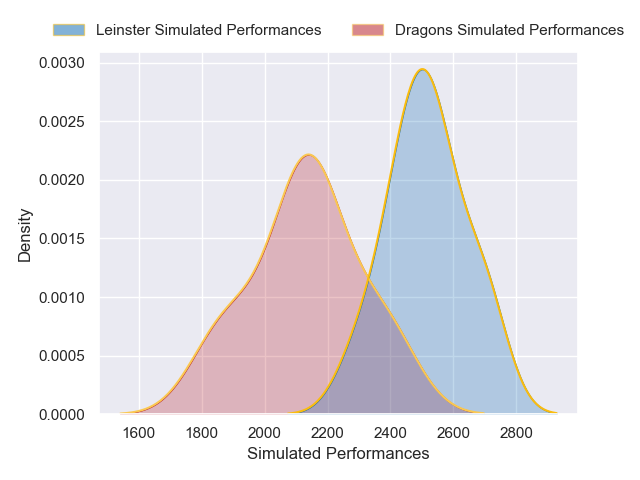 Leinster Simulated Performances Dragons Simulated Performances
0.0030
0.0025
0.0020
0.0015
0.0010
0.0005
0.0000
Density
1600 1800 2000 2200 2400 2600 2800
Simulated Performances